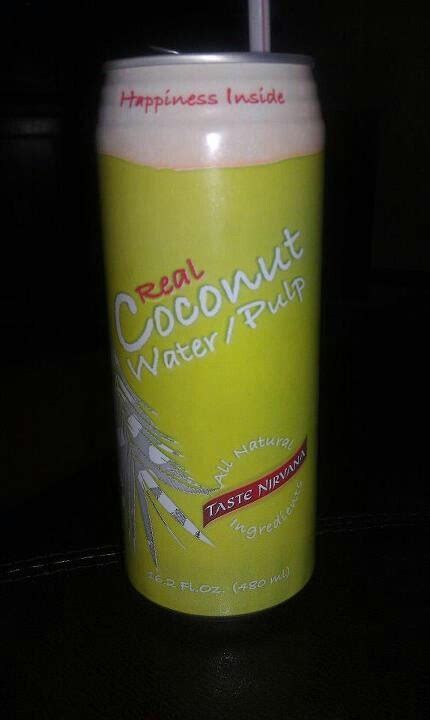 Happiness Inside
Real
Coconut
Water/Pulp
All Natural
TASTE NIRVANA
Ingredients
16.2 FL.OZ. (480 ml)